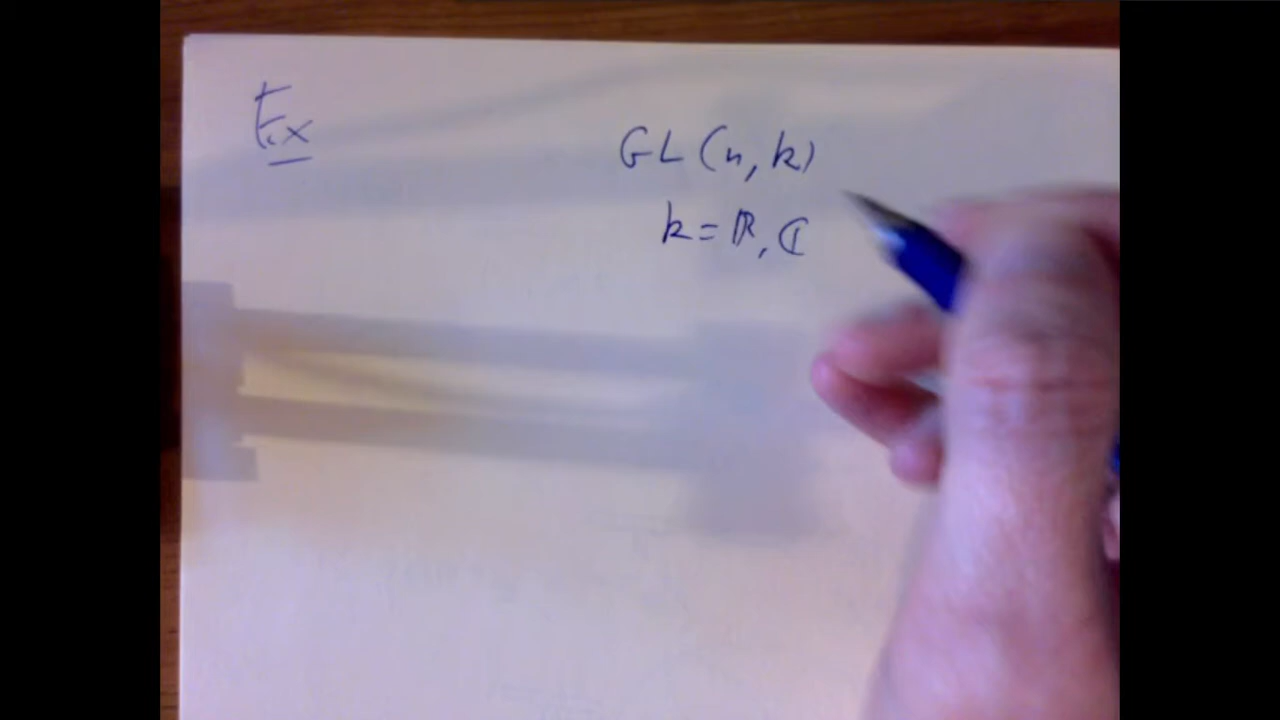 Ex
GL(n, k)
k = ℝ, ℂ